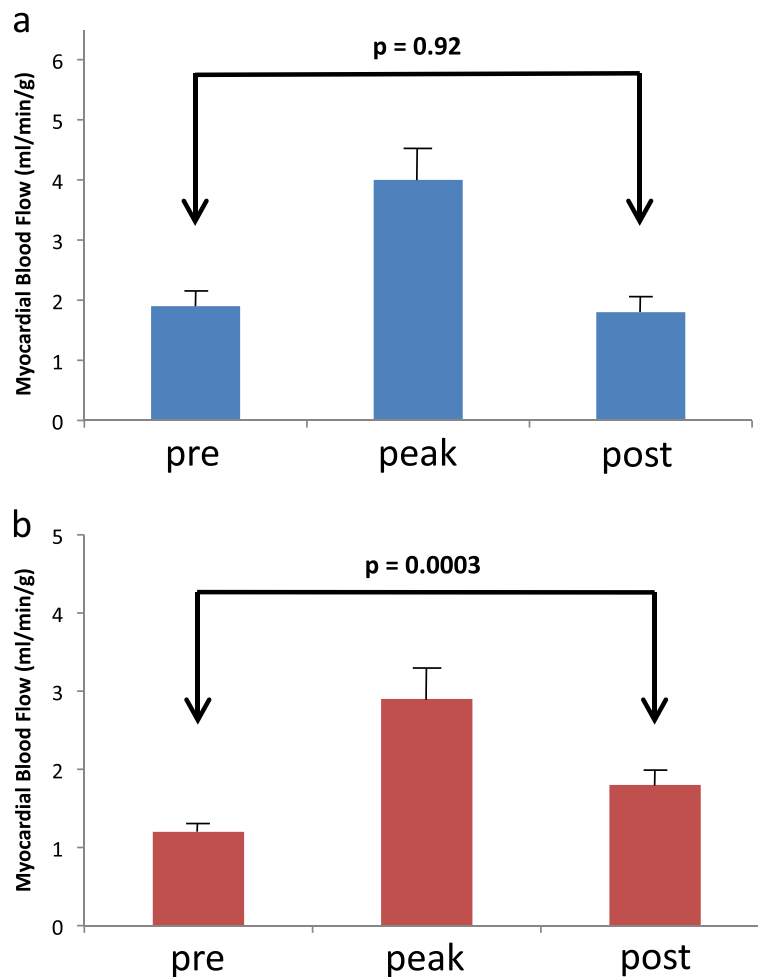 a
p = 0.92
Myocardial Blood Flow (ml/min/g)
6
5
4
3
2
1
0
pre peak post
b
p = 0.0003
Myocardial Blood Flow (ml/min/g)
5
4
3
2
1
0
pre peak post